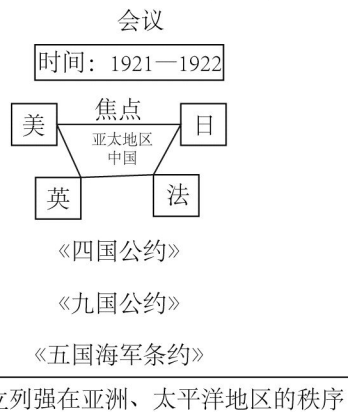 会议
时间：1921—1922
焦点
美
日
亚太地区
中国
英
法
《四国公约》
《九国公约》
《五国海军条约》
列强在亚洲、太平洋地区的秩序